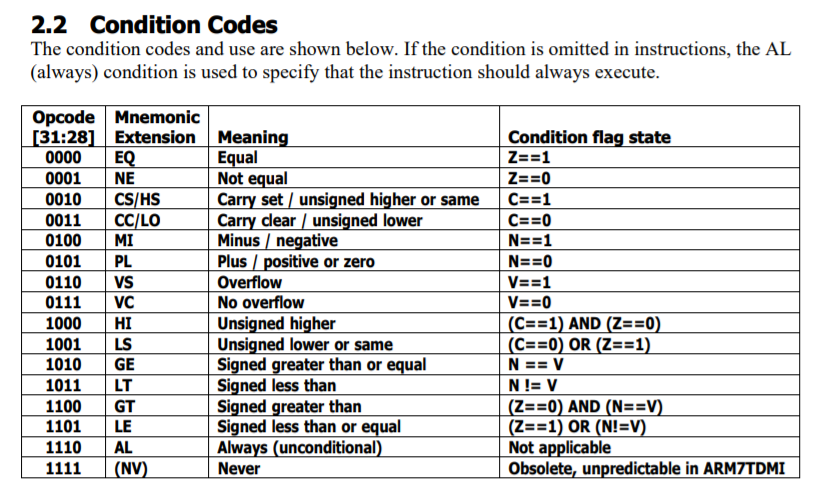 2.2 Condition Codes
The condition codes and use are shown below. If the condition is omitted in instructions, the AL
(always) condition is used to specify that the instruction should always execute.
Opcode Mnemonic
[31:28] Extension Meaning Condition flag state
0000 EQ Equal Z==1
0001 NE Not equal Z==0
0010 CS/HS Carry set / unsigned higher or same C==1
0011 CC/LO Carry clear / unsigned lower C==0
0100 MI Minus / negative N==1
0101 PL Plus / positive or zero N==0
0110 VS Overflow V==1
0111 VC No overflow V==0
1000 HI Unsigned higher (C==1) AND (Z==0)
1001 LS Unsigned lower or same (C==0) OR (Z==1)
1010 GE Signed greater than or equal N == V
1011 LT Signed less than N != V
1100 GT Signed greater than (Z==0) AND (N==V)
1101 LE Signed less than or equal (Z==1) OR (N!=V)
1110 AL Always (unconditional) Not applicable
1111 (NV) Never Obsolete, unpredictable in ARM7TDMI